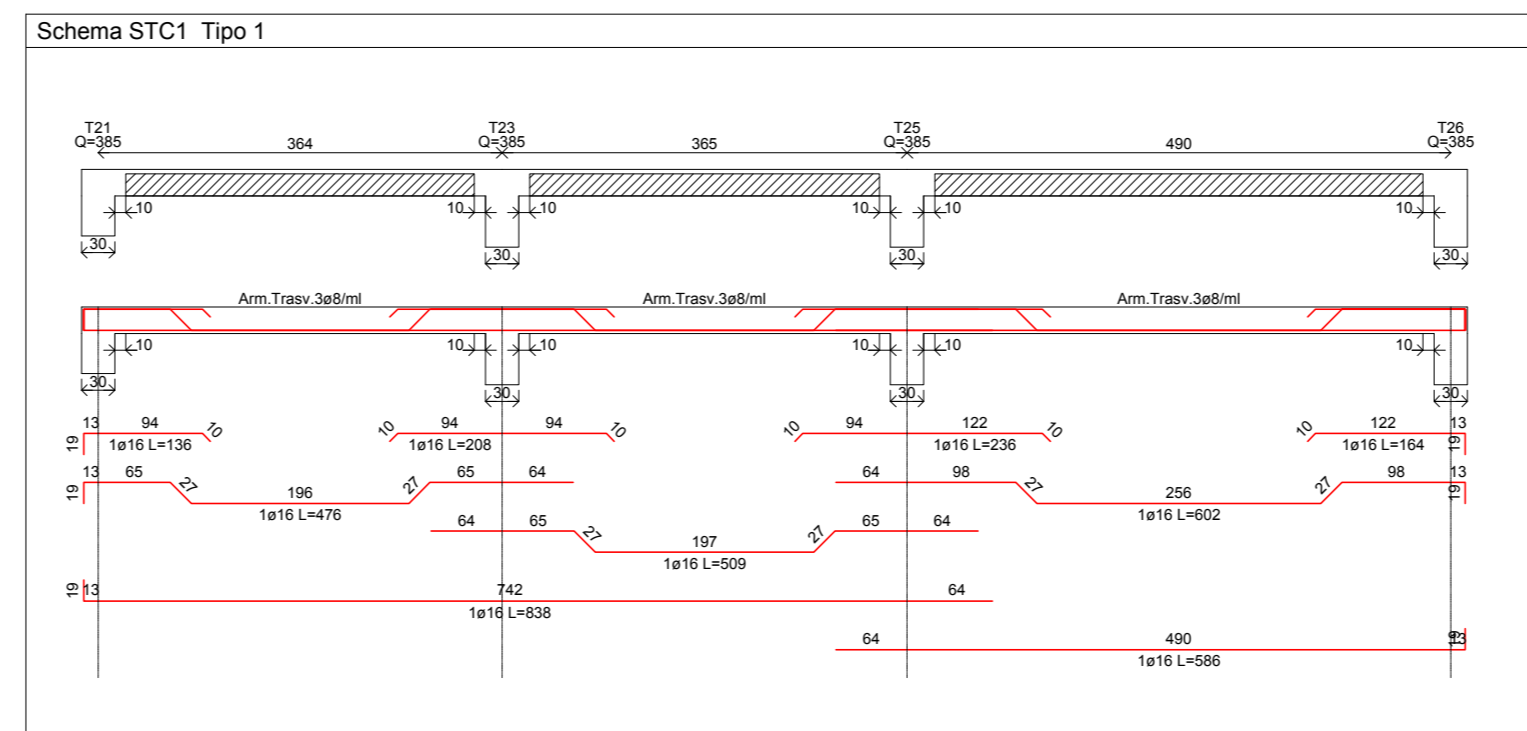 Schema STC1 Tipo 1
T21 T23 T25 T26
Q=385 364 Q=385 365 Q=385 490 Q=385
10 10 10 10 10 10
30 30 30 30
Arm.Trasv.3ø8/ml Arm.Trasv.3ø8/ml Arm.Trasv.3ø8/ml
10 10 10 10 10 10
30 30 30 30
13 94 10 10 94 94 10 10 94 122 10 10 122 13
19 1ø16 L=136 1ø16 L=208 1ø16 L=236 1ø16 L=164 19
13 65 27 196 27 65 64 64 98 27 256 27 98 13
19 1ø16 L=476 1ø16 L=602 19
64 65 27 197 27 65 64
1ø16 L=509
19 13 742 64
1ø16 L=838
64 490 19 13
1ø16 L=586